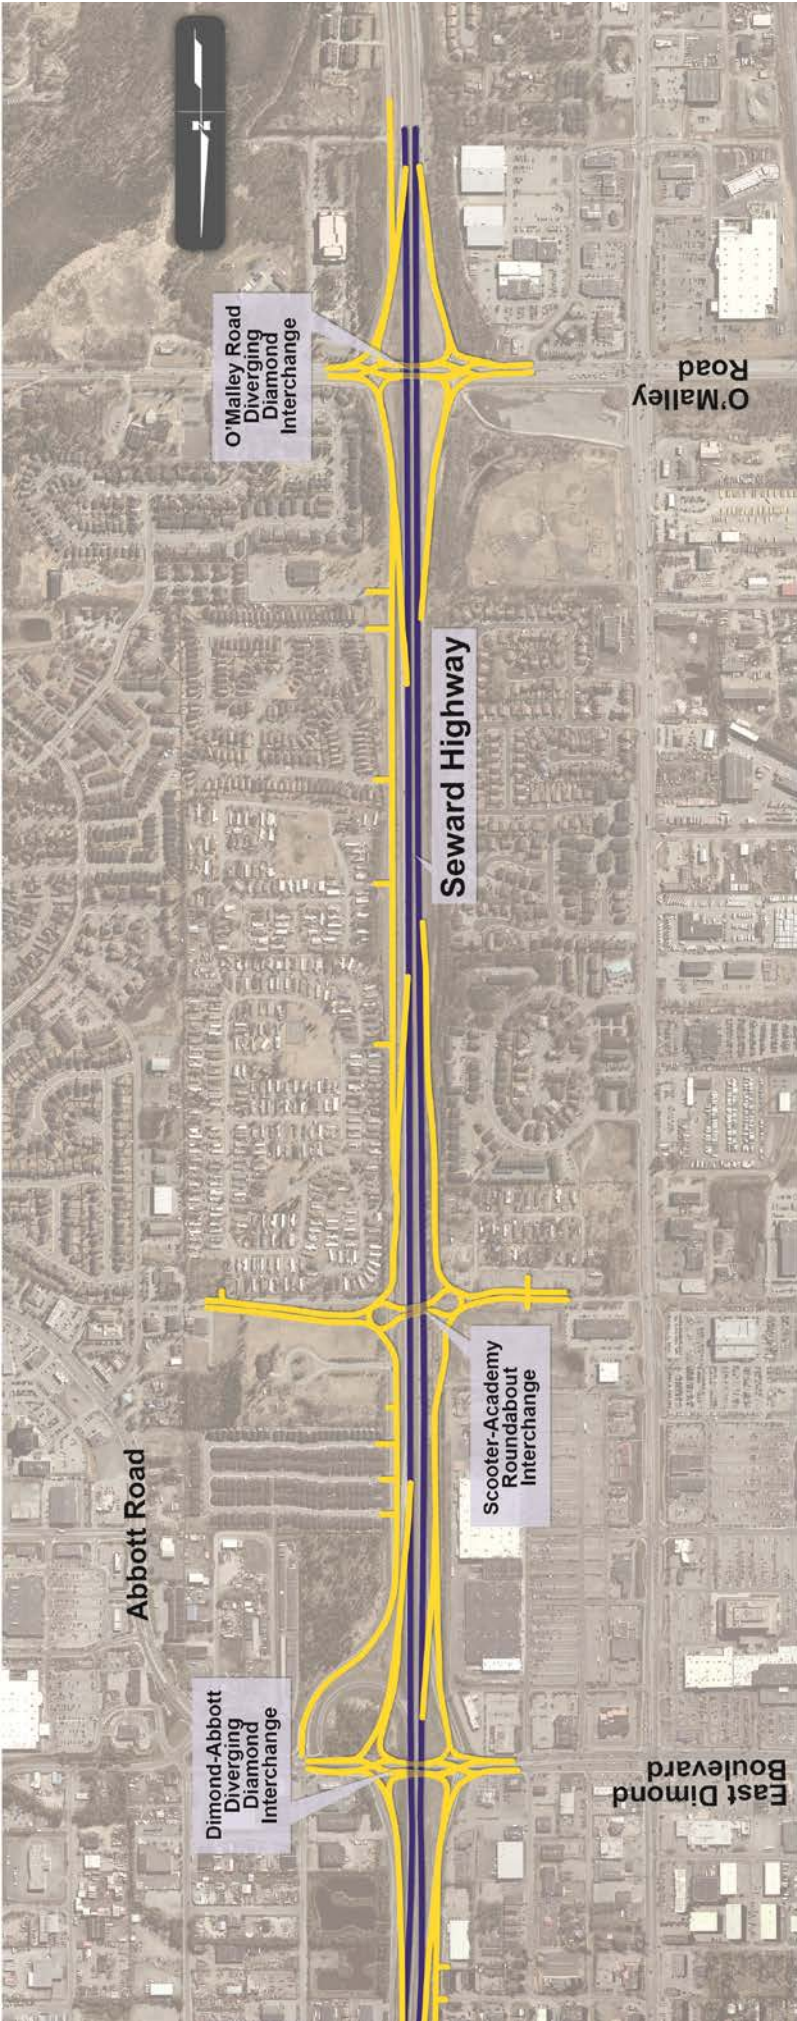 N
O'Malley Road
Diverging
Diamond
Interchange
O'Malley
Road
Seward Highway
Scooter-Academy
Roundabout
Interchange
Abbott Road
Dimond-Abbott
Diverging
Diamond
Interchange
East Dimond
Boulevard